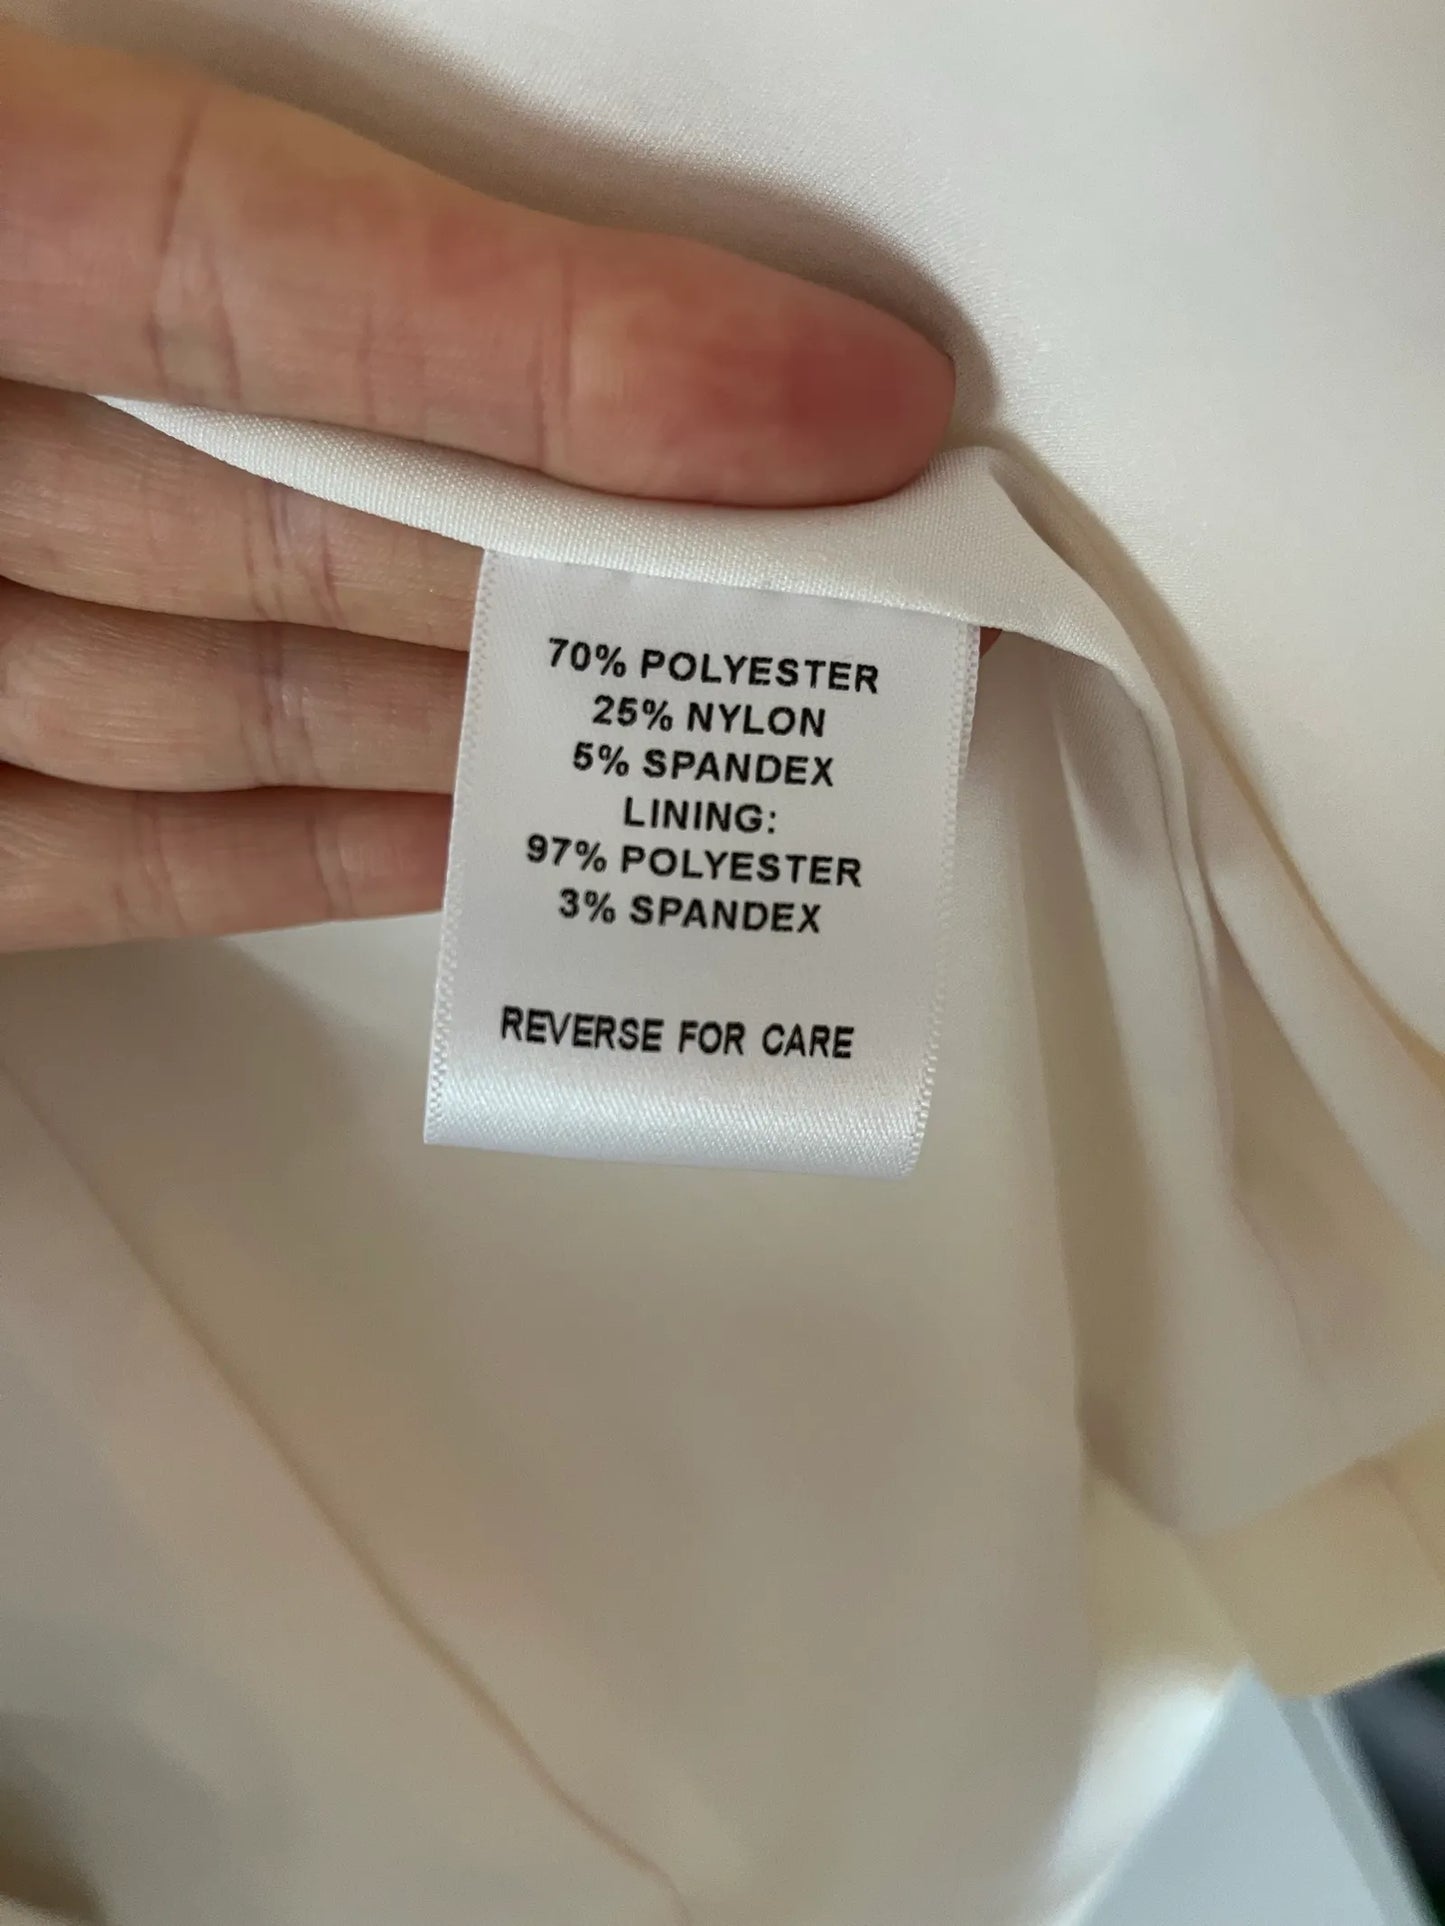 70% POLYESTER
25% NYLON
5% SPANDEX
LINING:
97% POLYESTER
3% SPANDEX
REVERSE FOR CARE